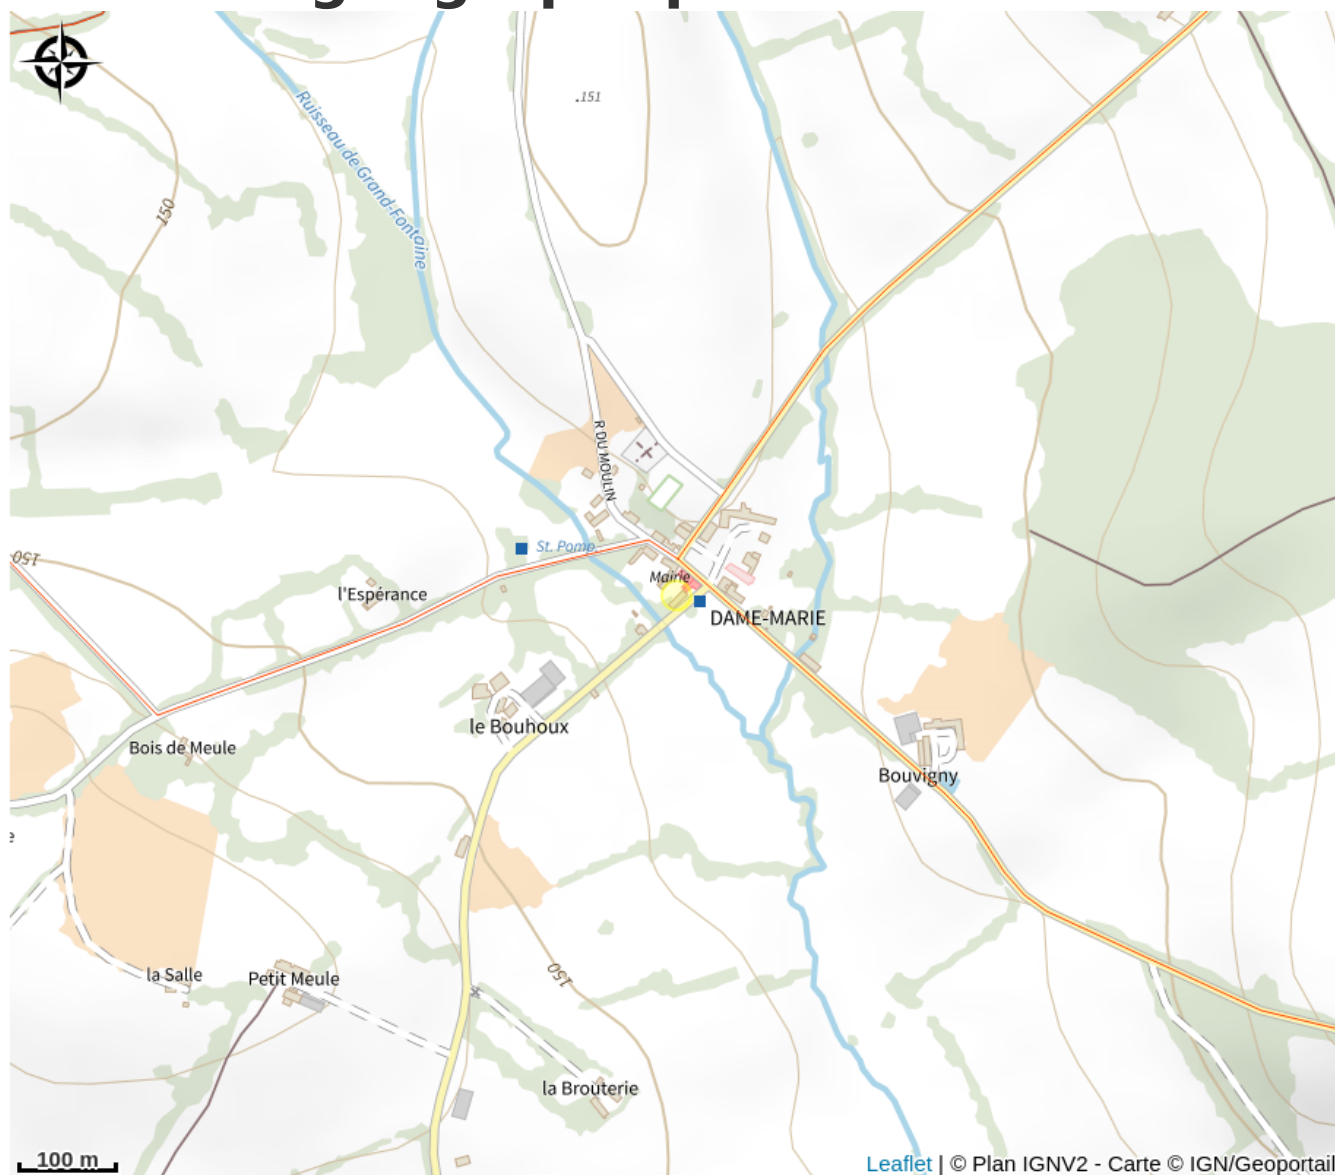 .151
Ruisseau de Grand-Fontaine
150
R DU MOULIN
150
St. Pomp.
l'Espérance
Mairie
DAME-MARIE
le Bouhoux
Bois de Meule
Bouvigny
e
la Salle
Petit Meule
150
la Brouterie
100 m
Leaflet | © Plan IGNV2 - Carte © IGN/Geoportail